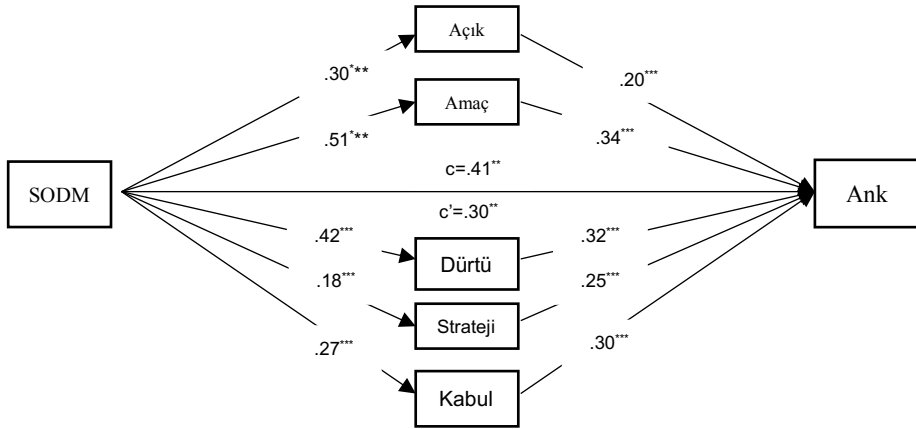 Açık
.30***
.20***
Amaç
.51***
.34***
SODM
c=.41**
Ank
c’=.30**
.42***
.32***
Dürtü
.18***
.25***
Strateji
.27***
.30***
Kabul